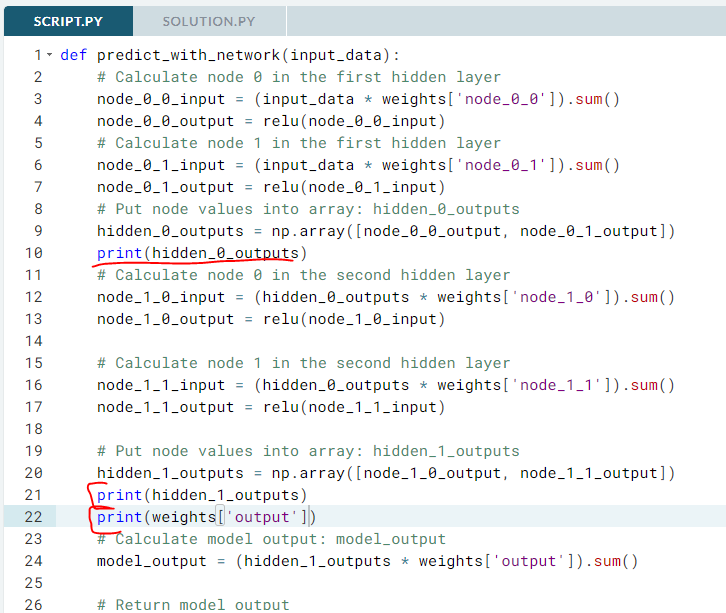 SCRIPT.PY SOLUTION.PY
1 def predict_with_network(input_data):
2 # Calculate node 0 in the first hidden layer
3 node_0_0_input = (input_data * weights['node_0_0']).sum()
4 node_0_0_output = relu(node_0_0_input)
5 # Calculate node 1 in the first hidden layer
6 node_0_1_input = (input_data * weights['node_0_1']).sum()
7 node_0_1_output = relu(node_0_1_input)
8 # Put node values into array: hidden_0_outputs
9 hidden_0_outputs = np.array([node_0_0_output, node_0_1_output])
10 print(hidden_0_outputs)
11 # Calculate node 0 in the second hidden layer
12 node_1_0_input = (hidden_0_outputs * weights['node_1_0']).sum()
13 node_1_0_output = relu(node_1_0_input)
14
15 # Calculate node 1 in the second hidden layer
16 node_1_1_input = (hidden_0_outputs * weights['node_1_1']).sum()
17 node_1_1_output = relu(node_1_1_input)
18
19 # Put node values into array: hidden_1_outputs
20 hidden_1_outputs = np.array([node_1_0_output, node_1_1_output])
21 print(hidden_1_outputs)
22 print(weights['output'])
23 # Calculate model output: model_output
24 model_output = (hidden_1_outputs * weights['output']).sum()
25
26 # Return model output